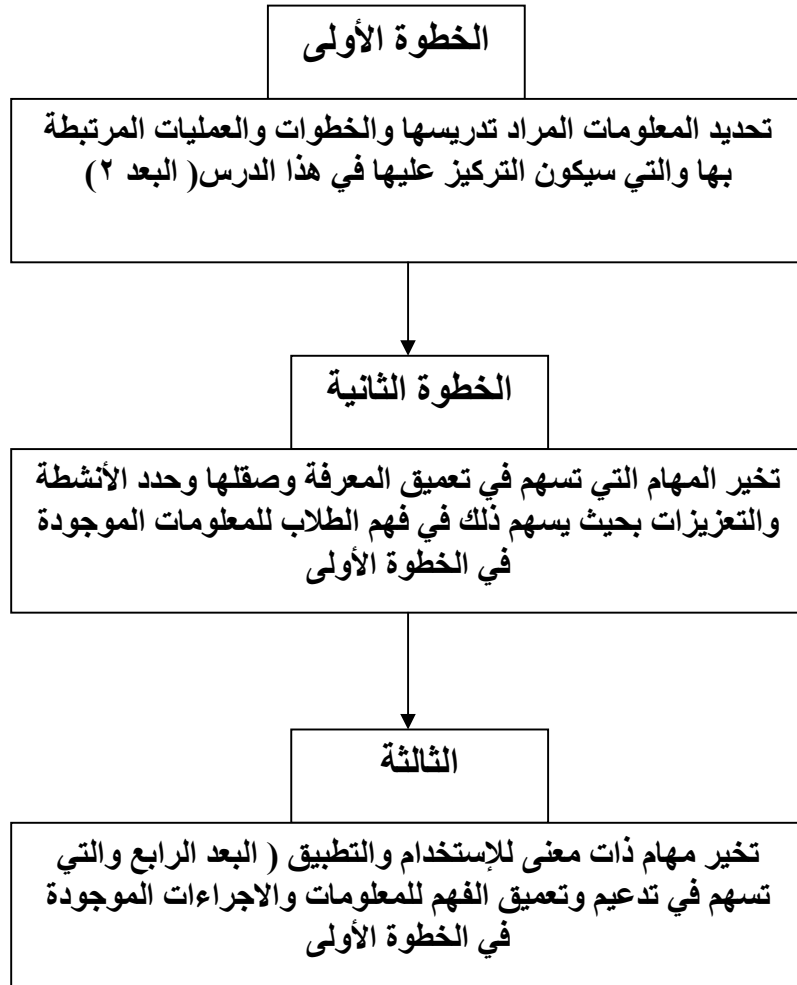 الخطوة الأولى
تحديد المعلومات المراد تدريسها والخطوات والعمليات المرتبطة
بها والتي سيكون التركيز عليها في هذا الدرس( البعد ٢)
الخطوة الثانية
تخير المهام التي تسهم في تعميق المعرفة وصقلها وحدد الأنشطة
والتعزيزات بحيث يسهم ذلك في فهم الطلاب للمعلومات الموجودة
في الخطوة الأولى
الثالثة
تخير مهام ذات معنى للإستخدام والتطبيق ( البعد الرابع والتي
تسهم في تدعيم وتعميق الفهم للمعلومات والاجراءات الموجودة
في الخطوة الأولى